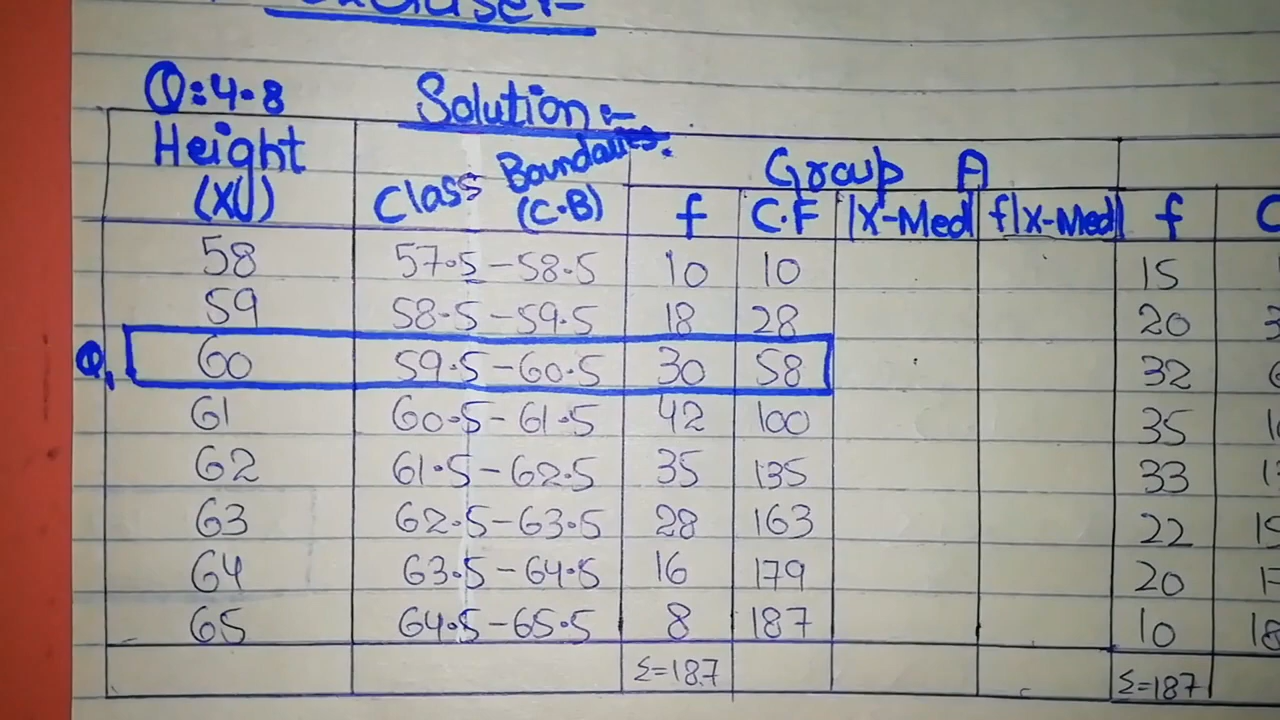 Q:4.8 Solution:-
Height (X) Class Boundaries (C.B) Group A
f C.F |X-Med| f|X-Med| f C
58 57.5-58.5 10 10 15
59 58.5-59.5 18 28 20
Q1 60 59.5-60.5 30 58 32
61 60.5-61.5 42 100 35
62 61.5-62.5 35 135 33
63 62.5-63.5 28 163 22
64 63.5-64.5 16 179 20
65 64.5-65.5 8 187 10
Σ=187 Σ=187